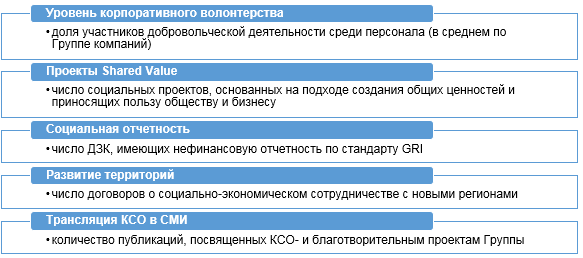 Уровень корпоративного волонтерства
•доля участников добровольческой деятельности среди персонала (в среднем по
Группе компаний)
Проекты Shared Value
•число социальных проектов, основанных на подходе создания общих ценностей и
приносящих пользу обществу и бизнесу
Социальная отчетность
•число ДЗК, имеющих нефинансовую отчетность по стандарту GRI
Развитие территорий
•число договоров о социально-экономическом сотрудничестве с новыми регионами
Трансляция КСО в СМИ
•количество публикаций, посвященных КСО- и благотворительным проектам Группы